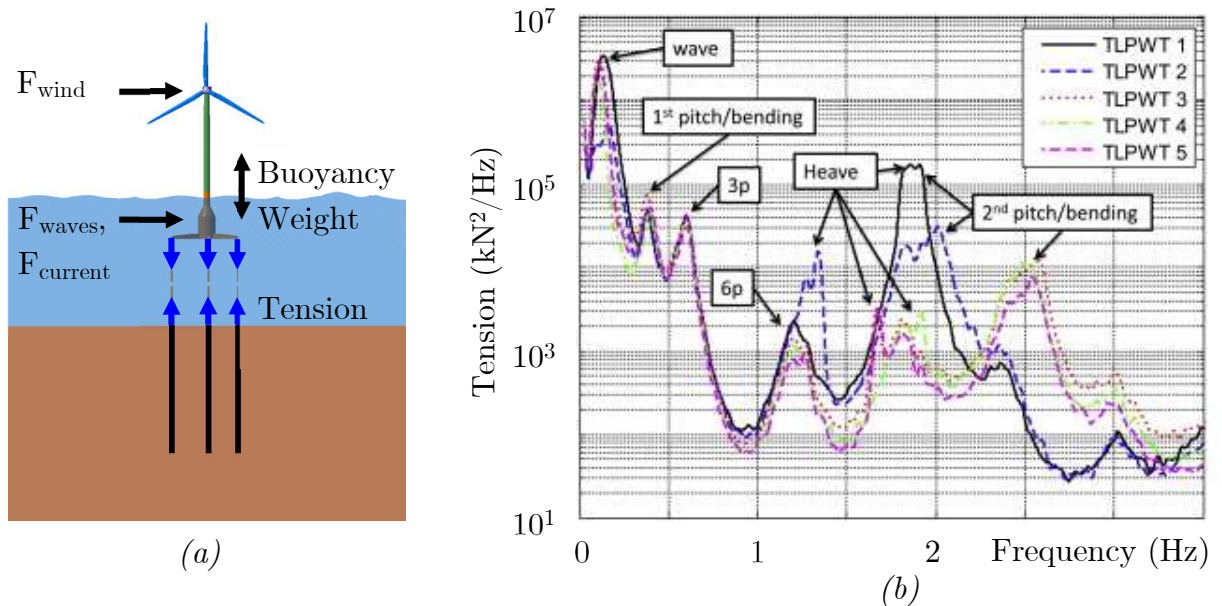 F_wind
Buoyancy
F_waves,
Weight
F_current
Tension
(a)
10^7
wave
TLPWT 1
TLPWT 2
TLPWT 3
TLPWT 4
TLPWT 5
1st pitch/bending
Heave
3p
10^5
2nd pitch/bending
6p
10^3
10^1
Tension (kN^2/Hz)
0
1
2
Frequency (Hz)
(b)